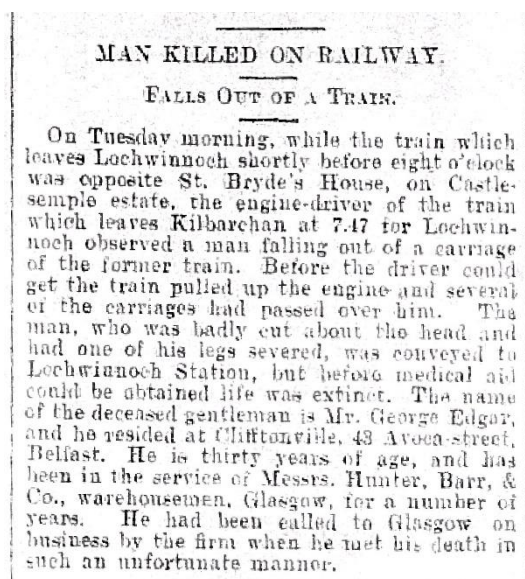 MAN KILLED ON RAILWAY.
FALLS OUT OF A TRAIN.
On Tuesday morning, while the train which
leaves Lochwinnoch shortly before eight o'clock
was opposite St. Bryde's House, on Castle-
semple estate, the engine-driver of the train
which leaves Kilbarchan at 7.47 for Lochwin-
noch observed a man falling out of a carriage
of the former train. Before the driver could
get the train pulled up the engine and several
of the carriages had passed over him. The
man, who was badly cut about the head and
had one of his legs severed, was conveyed to
Lochwinnoch Station, but before medical aid
could be obtained life was extinct. The name
of the deceased gentleman is Mr. George Edgar,
and he resided at Cliftonville, 43 Avoca-street,
Belfast. He is thirty years of age, and has
been in the service of Messrs. Hunter, Barr, &
Co., warehousemen, Glasgow, for a number of
years. He had been called to Glasgow on
business by the firm when he met his death in
such an unfortunate manner.